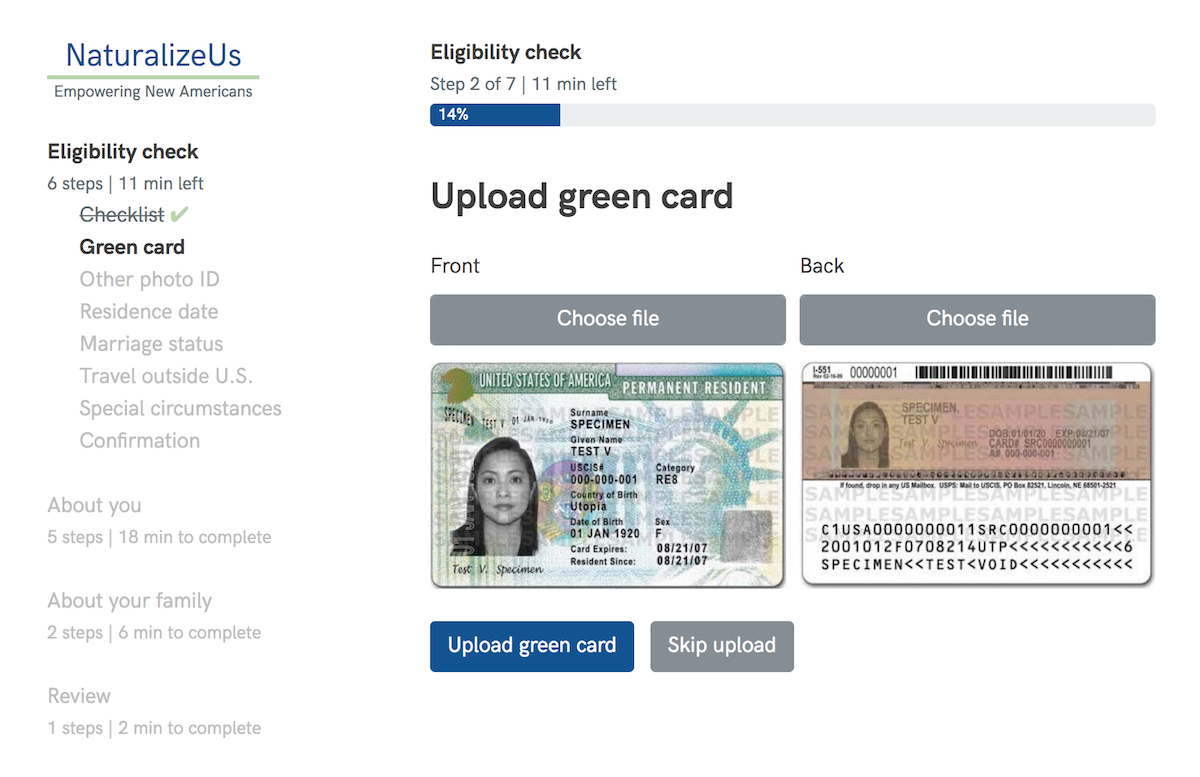 NaturalizeUs
Empowering New Americans
Eligibility check
6 steps | 11 min left
Checklist ✔
Green card
Other photo ID
Residence date
Marriage status
Travel outside U.S.
Special circumstances
Confirmation
About you
5 steps | 18 min to complete
About your family
2 steps | 6 min to complete
Review
1 steps | 2 min to complete
Eligibility check
Step 2 of 7 | 11 min left
14%
Upload green card
Front
Choose file
UNITED STATES OF AMERICA
PERMANENT RESIDENT
SPECIMEN TEST V 01 JAN 1920
Surname
SPECIMEN
Given Name
TEST V
USCIS# Category
000-000-001 RE8
Country of Birth
Utopia
Date of Birth Sex
01 JAN 1920 F
Card Expires: 08/21/07
Resident Since: 08/21/07
Test V. Specimen
Back
Choose file
I-551 00000001
SAMPLESAMPLESAMPLESAMPLE
SPECIMEN,
TEST V
Test V. Specimen
DOB 01/01/20 EXP 08/21/07
CARD# SRC0000000001
A# 000-000-001
If found, drop in any US Mailbox. USPS: Mail to USCIS, PO Box 82521, Lincoln, NE 68501-2521
SAMPLESAMPLESAMPLESAMPLE
C1USA0000000011SRC0000000001<<
2001012F0708214UTP<<<<<<<<<<<6
SPECIMEN<<TEST<VOID<<<<<<<<<<<
Upload green card
Skip upload